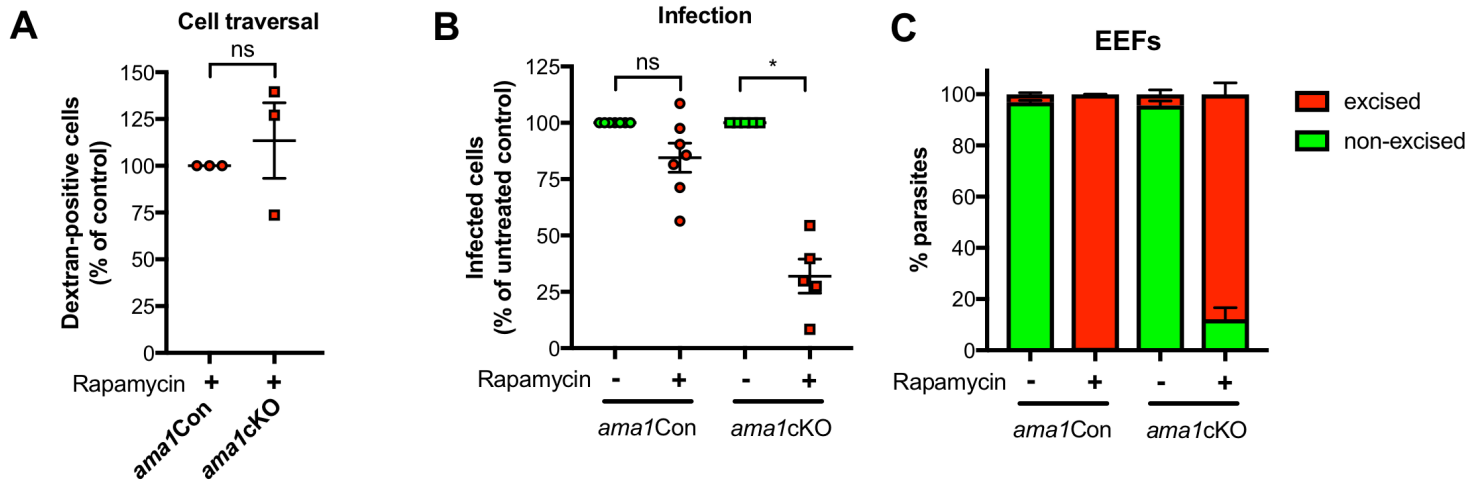 A
Cell traversal
ns
Dextran-positive cells
(% of control)
150
125
100
75
50
25
0
Rapamycin + +
ama1Con
ama1cKO
B
Infection
ns
*
Infected cells
(% of untreated control)
125
100
75
50
25
0
Rapamycin - + - +
ama1Con
ama1cKO
C
EEFs
% parasites
100
80
60
40
20
0
Rapamycin - + - +
ama1Con
ama1cKO
excised
non-excised